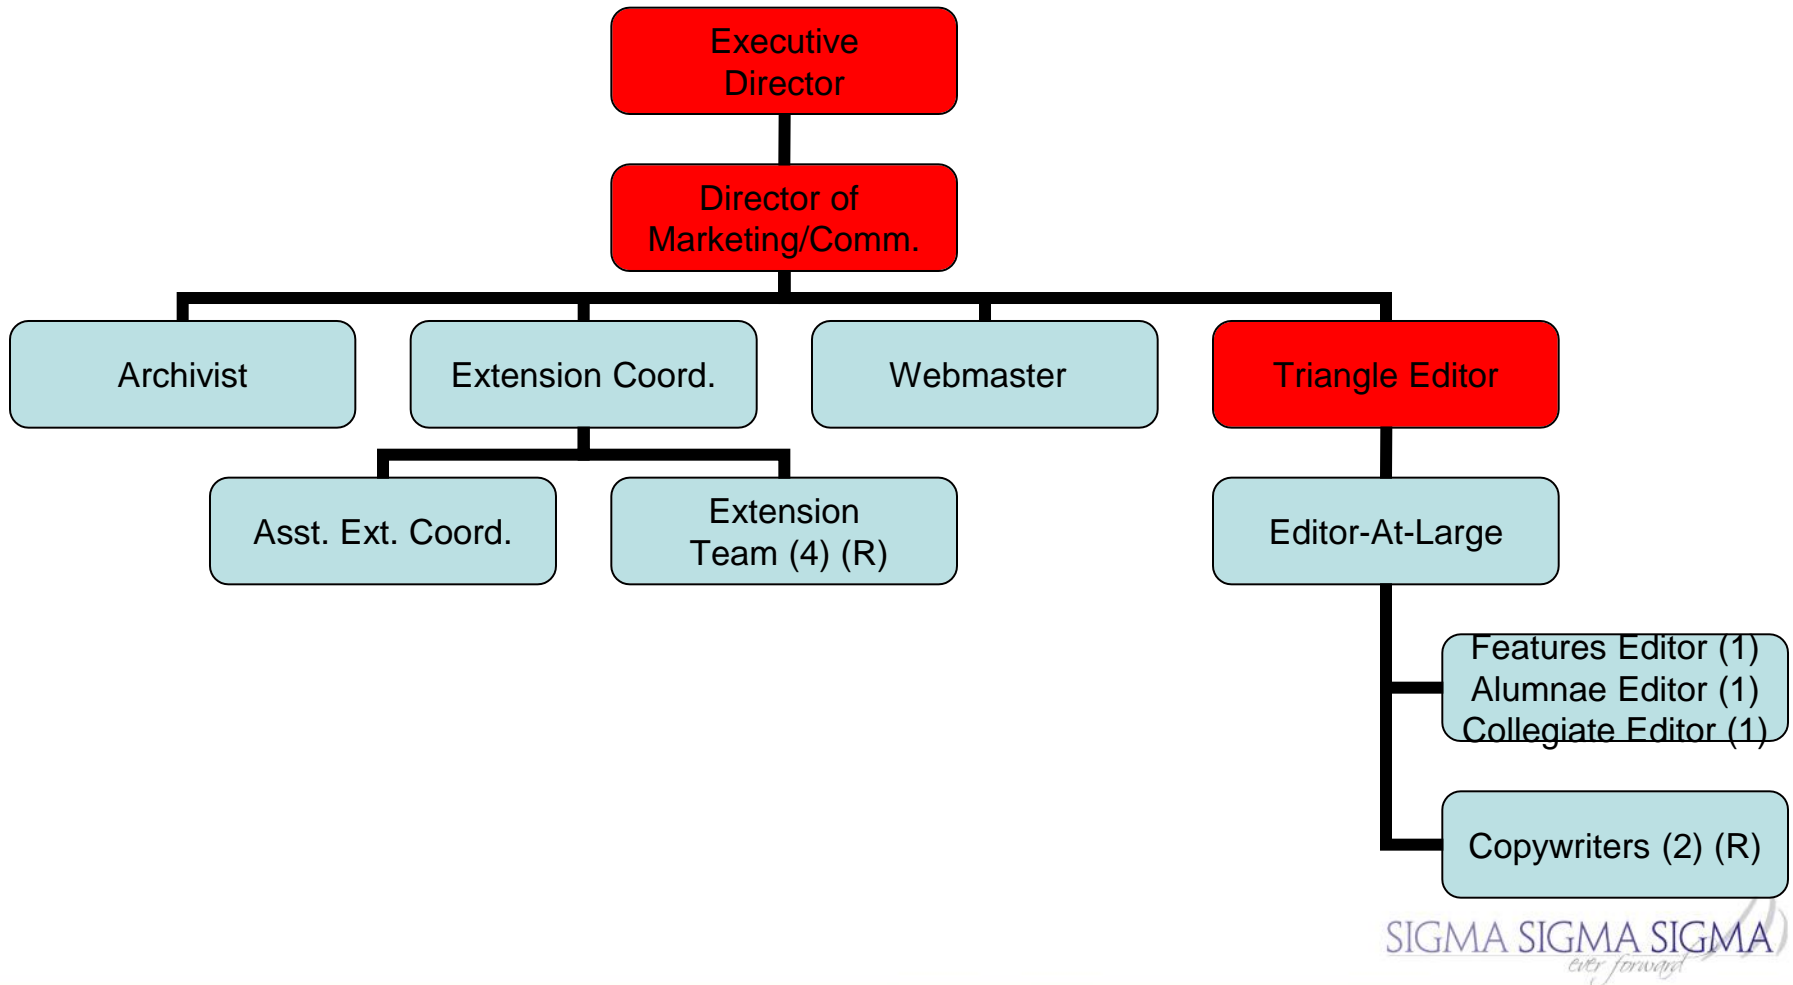 Executive
Director
Director of
Marketing/Comm.
Archivist
Extension Coord.
Webmaster
Triangle Editor
Asst. Ext. Coord.
Extension
Team (4) (R)
Editor-At-Large
Features Editor (1)
Alumnae Editor (1)
Collegiate Editor (1)
Copywriters (2) (R)
SIGMA SIGMA SIGMA
ever forward